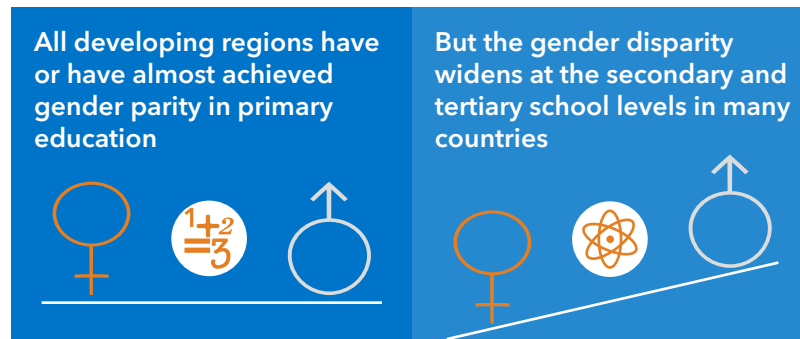 All developing regions have
or have almost achieved
gender parity in primary
education
1+2
=3
But the gender disparity
widens at the secondary and
tertiary school levels in many
countries